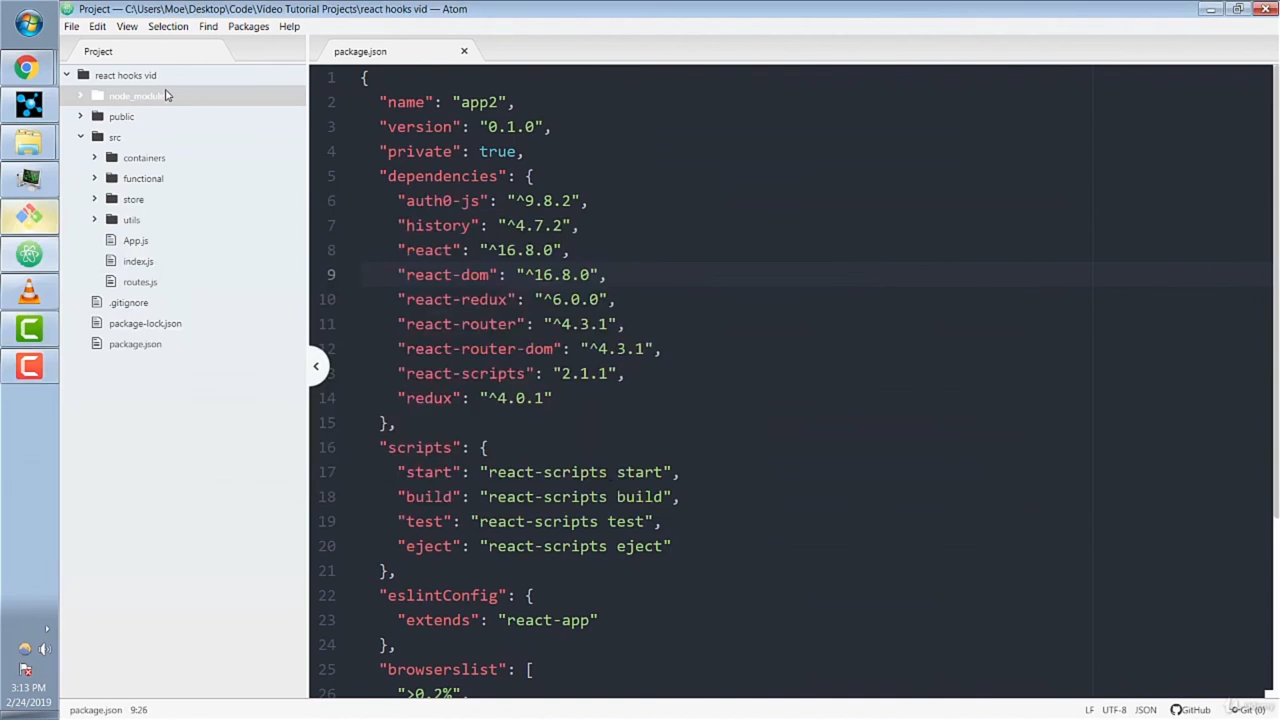 Project — C:\Users\Moe\Desktop\Code\Video Tutorial Projects\react hooks vid — Atom
File Edit View Selection Find Packages Help
Project
package.json
react hooks vid
node_modules
public
src
containers
functional
store
utils
App.js
index.js
routes.js
.gitignore
package-lock.json
package.json
1 {
2 "name": "app2",
3 "version": "0.1.0",
4 "private": true,
5 "dependencies": {
6 "auth0-js": "^9.8.2",
7 "history": "^4.7.2",
8 "react": "^16.8.0",
9 "react-dom": "^16.8.0",
10 "react-redux": "^6.0.0",
11 "react-router": "^4.3.1",
12 "react-router-dom": "^4.3.1",
13 "react-scripts": "2.1.1",
14 "redux": "^4.0.1"
15 },
16 "scripts": {
17 "start": "react-scripts start",
18 "build": "react-scripts build",
19 "test": "react-scripts test",
20 "eject": "react-scripts eject"
21 },
22 "eslintConfig": {
23 "extends": "react-app"
24 },
25 "browserslist": [
26 ">0.2%",
3:13 PM
2/24/2019
package.json 9:26
LF UTF-8 JSON GitHub Git (0)